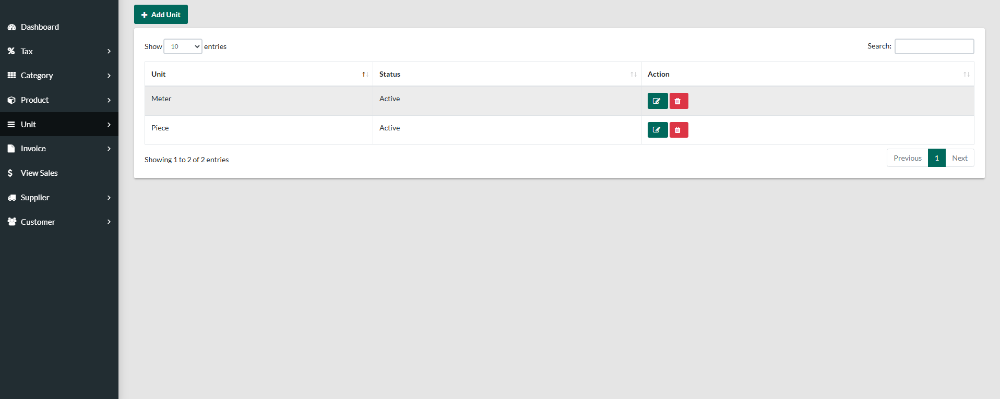 Dashboard
Tax
Category
Product
Unit
Invoice
View Sales
Supplier
Customer
Add Unit
Show 10 entries
Search:
Unit Status Action
Meter Active
Piece Active
Showing 1 to 2 of 2 entries
Previous 1 Next